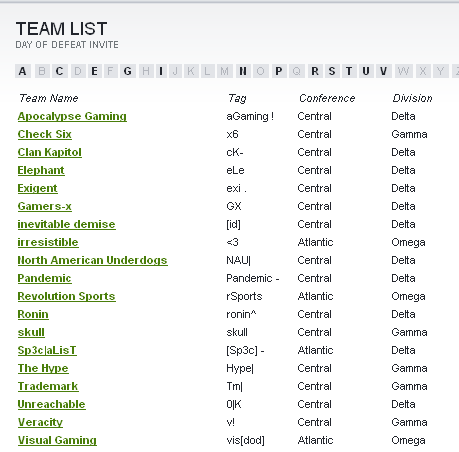 TEAM LIST
DAY OF DEFEAT INVITE
A B C D E F G H I J K L M N O P Q R S T U V W X Y Z
Team Name Tag Conference Division
Apocalypse Gaming aGaming ! Central Delta
Check Six x6 Central Gamma
Clan Kapitol cK- Central Delta
Elephant eLe Central Delta
Exigent exi . Central Delta
Gamers-x GX Central Delta
inevitable demise [id] Central Delta
irresistible <3 Atlantic Omega
North American Underdogs NAU| Central Delta
Pandemic Pandemic - Central Delta
Revolution Sports rSports Atlantic Omega
Ronin ronin^ Central Delta
skull skull Central Gamma
Sp3c|aLisT [Sp3c] - Atlantic Delta
The Hype Hype| Central Gamma
Trademark Tm| Central Gamma
Unreachable 0|K Central Delta
Veracity v! Central Gamma
Visual Gaming vis[dod] Atlantic Omega